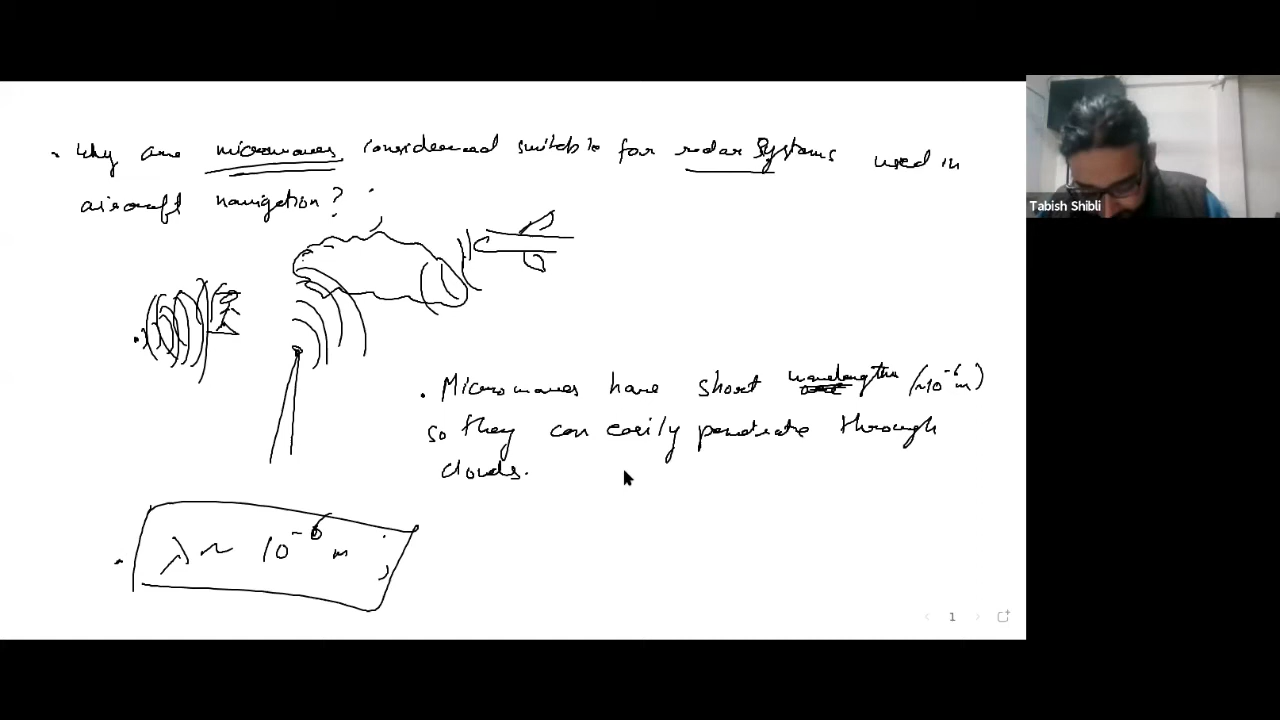 Why are microwaves considered suitable for radar systems used in
aircraft navigation?
Tabish Shibli
• Microwaves have short wavelengths (~10⁻⁶ m)
so they can easily penetrate through
clouds.
λ ~ 10⁻⁶ m
1